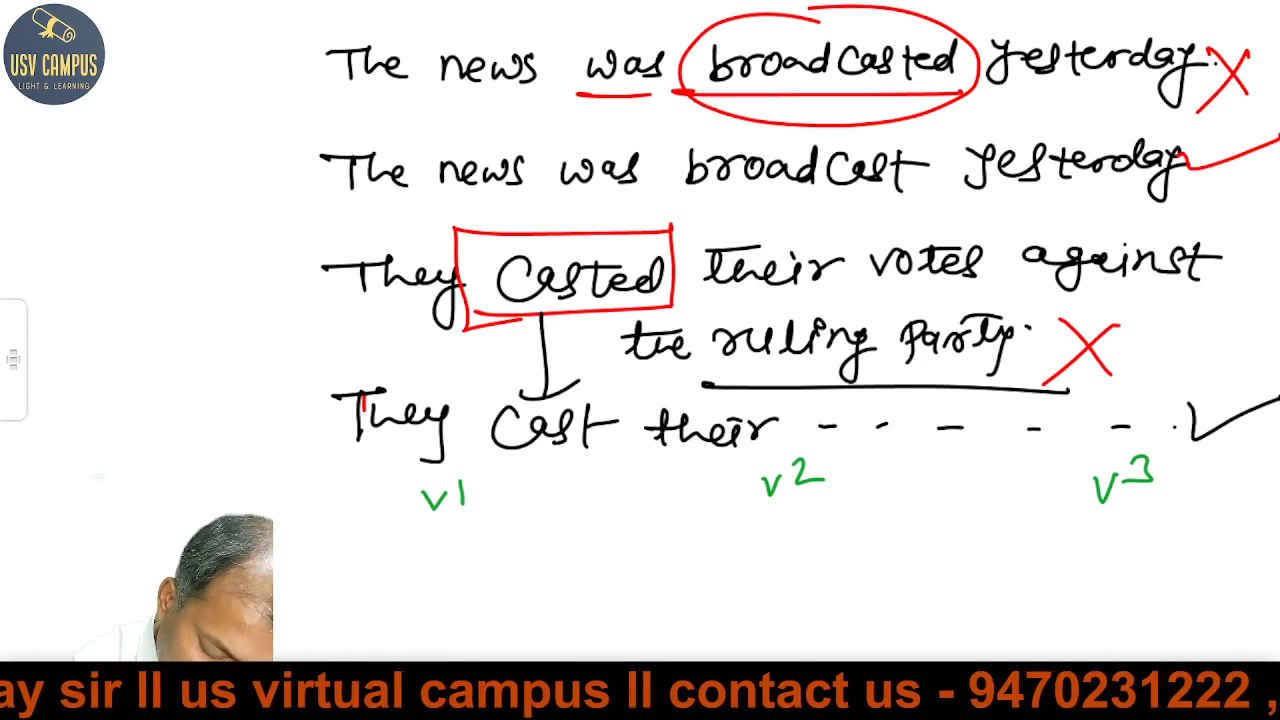 USV CAMPUS
LIGHT & LEARNING
The news was broadcasted yesterday.
The news was broadcast yesterday
They casted their votes against
the ruling party.
They cast their - - - - - .
v1 v2 v3
ay sir ll us virtual campus ll contact us - 9470231222 ,